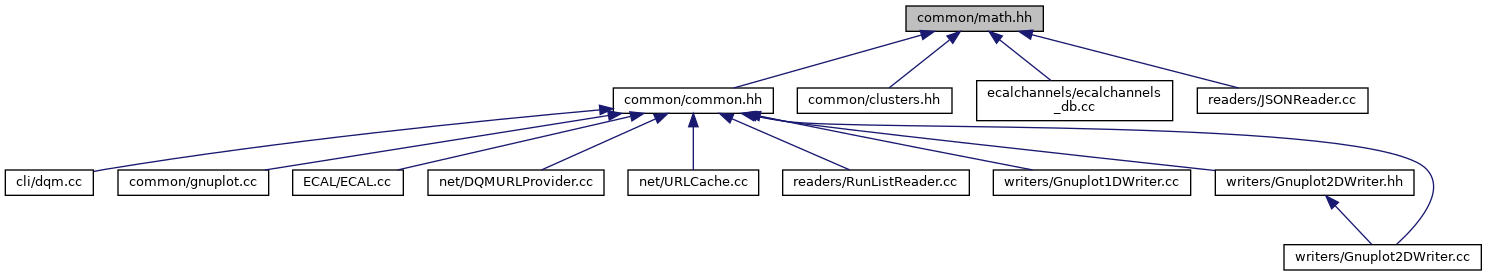 common/math.hh
common/common.hh
common/clusters.hh
ecalchannels/ecalchannels
_db.cc
readers/JSONReader.cc
cli/dqm.cc
common/gnuplot.cc
ECAL/ECAL.cc
net/DQMURLProvider.cc
net/URLCache.cc
readers/RunListReader.cc
writers/Gnuplot1DWriter.cc
writers/Gnuplot2DWriter.hh
writers/Gnuplot2DWriter.cc